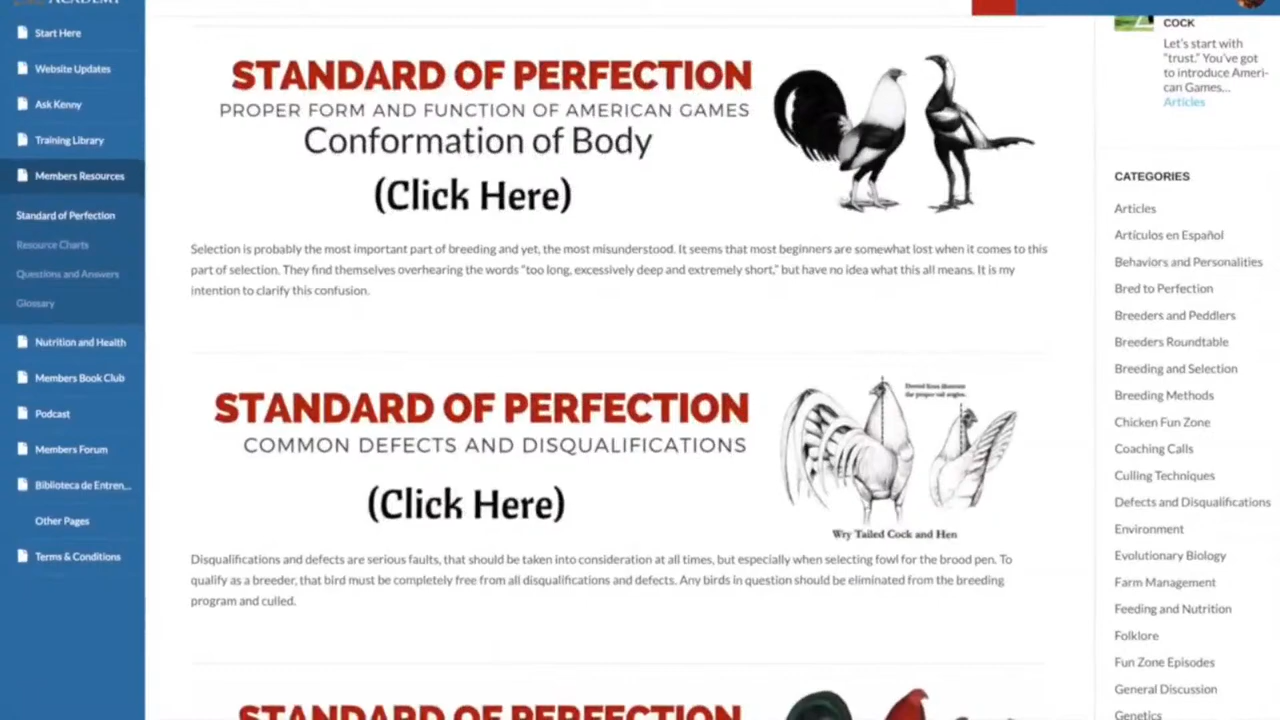 ACADEMY
Start Here
Website Updates
Ask Kenny
Training Library
Members Resources
Standard of Perfection
Resource Charts
Questions and Answers
Glossary
Nutrition and Health
Members Book Club
Podcast
Members Forum
Biblioteca de Entren...
Other Pages
Terms & Conditions
STANDARD OF PERFECTION
PROPER FORM AND FUNCTION OF AMERICAN GAMES
Conformation of Body
(Click Here)
Selection is probably the most important part of breeding and yet, the most misunderstood. It seems that most beginners are somewhat lost when it comes to this
part of selection. They find themselves overhearing the words “too long, excessively deep and extremely short,” but have no idea what this all means. It is my
intention to clarify this confusion.
STANDARD OF PERFECTION
COMMON DEFECTS AND DISQUALIFICATIONS
(Click Here)
Wry Tailed Cock and Hen
Disqualifications and defects are serious faults, that should be taken into consideration at all times, but especially when selecting fowl for the brood pen. To
qualify as a breeder, that bird must be completely free from all disqualifications and defects. Any birds in question should be eliminated from the breeding
program and culled.
STANDARD OF PERFECTION
COCK
Let's start with
“trust.” You've got
to introduce Ameri-
can Games...
Articles
CATEGORIES
Articles
Artículos en Español
Behaviors and Personalities
Bred to Perfection
Breeders and Peddlers
Breeders Roundtable
Breeding and Selection
Breeding Methods
Chicken Fun Zone
Coaching Calls
Culling Techniques
Defects and Disqualifications
Environment
Evolutionary Biology
Farm Management
Feeding and Nutrition
Folklore
Fun Zone Episodes
General Discussion
Genetics